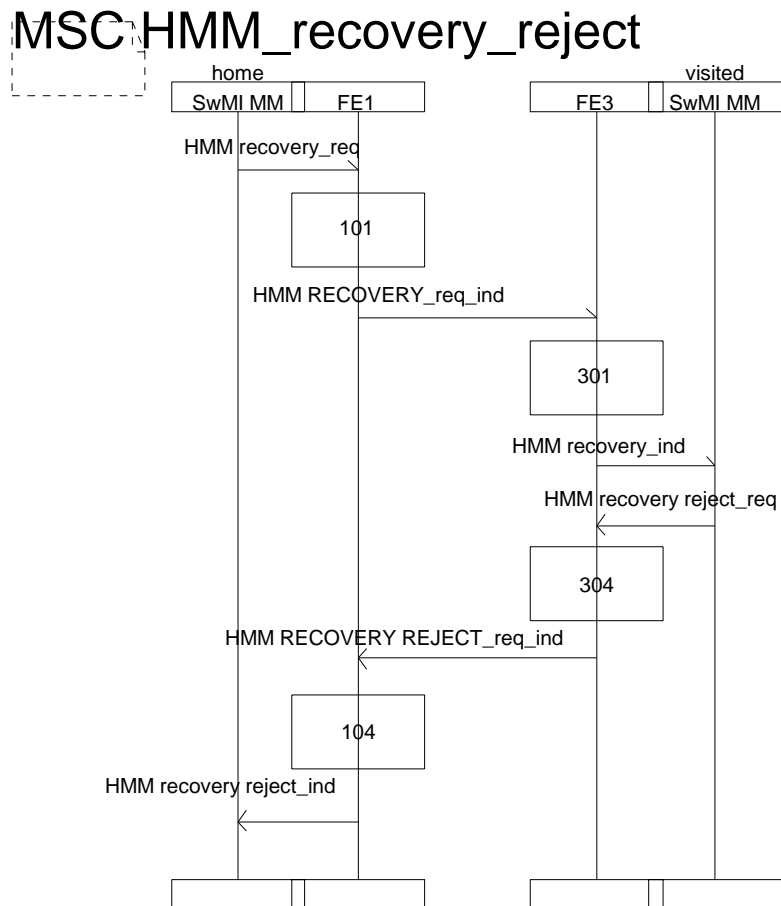 MSC HMM_recovery_reject
home visited
SwMI MM FE1 FE3 SwMI MM
HMM recovery_req
101
HMM RECOVERY_req_ind
301
HMM recovery_ind
HMM recovery reject_req
304
HMM RECOVERY REJECT_req_ind
104
HMM recovery reject_ind